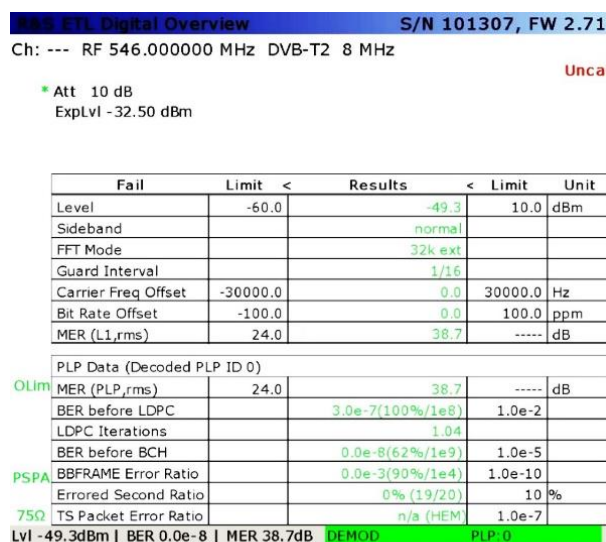 R&S ETL Digital Overview S/N 101307, FW 2.71
Ch: --- RF 546.000000 MHz DVB-T2 8 MHz
Unca
* Att 10 dB
ExpLvl -32.50 dBm
Fail Limit < Results < Limit Unit
Level -60.0 -49.3 10.0 dBm
Sideband normal
FFT Mode 32k ext
Guard Interval 1/16
Carrier Freq Offset -30000.0 0.0 30000.0 Hz
Bit Rate Offset -100.0 0.0 100.0 ppm
MER (L1,rms) 24.0 38.7 ----- dB
PLP Data (Decoded PLP ID 0)
OLim MER (PLP,rms) 24.0 38.7 ----- dB
BER before LDPC 3.0e-7(100%/1e8) 1.0e-2
LDPC Iterations 1.04
BER before BCH 0.0e-8(62%/1e9) 1.0e-5
PSPA BBFRAME Error Ratio 0.0e-3(90%/1e4) 1.0e-10
Errored Second Ratio 0% (19/20) 10 %
75Ω TS Packet Error Ratio n/a (HEM) 1.0e-7
Lvl -49.3dBm | BER 0.0e-8 | MER 38.7dB DEMOD PLP:0